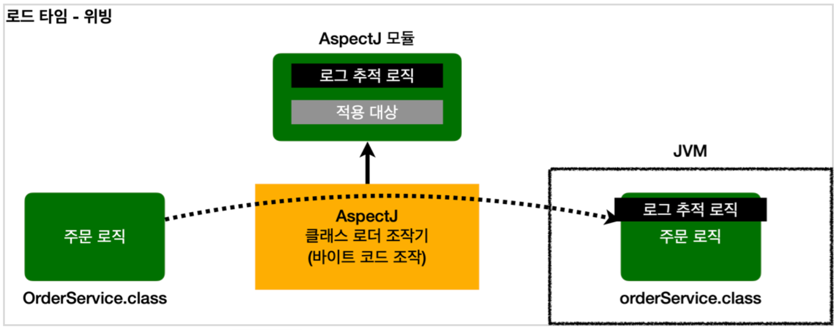 로드 타임 - 위빙
AspectJ 모듈
로그 추적 로직
적용 대상
JVM
주문 로직
AspectJ
클래스 로더 조작기
(바이트 코드 조작)
로그 추적 로직
주문 로직
OrderService.class
orderService.class